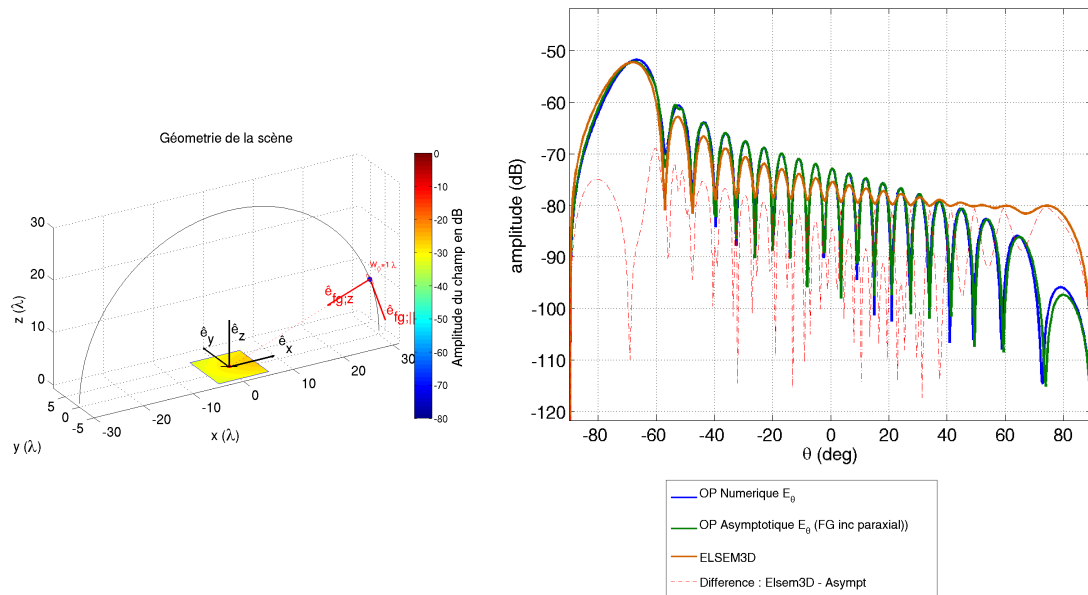 Géometrie de la scène
z (λ)
30
20
10
0
5
0
-5
y (λ)
-30
-20
-10
0
10
20
30
x (λ)
ê_y
ê_z
ê_x
W_0=1 λ
ê_fg;z
ê_fg;||
0
-10
-20
-30
-40
-50
-60
-70
-80
Amplitude du champ en dB
-50
-60
-70
-80
-90
-100
-110
-120
amplitude (dB)
-80
-60
-40
-20
0
20
40
60
80
θ (deg)
OP Numerique E_θ
OP Asymptotique E_θ (FG inc paraxial))
ELSEM3D
Difference : Elsem3D - Asympt